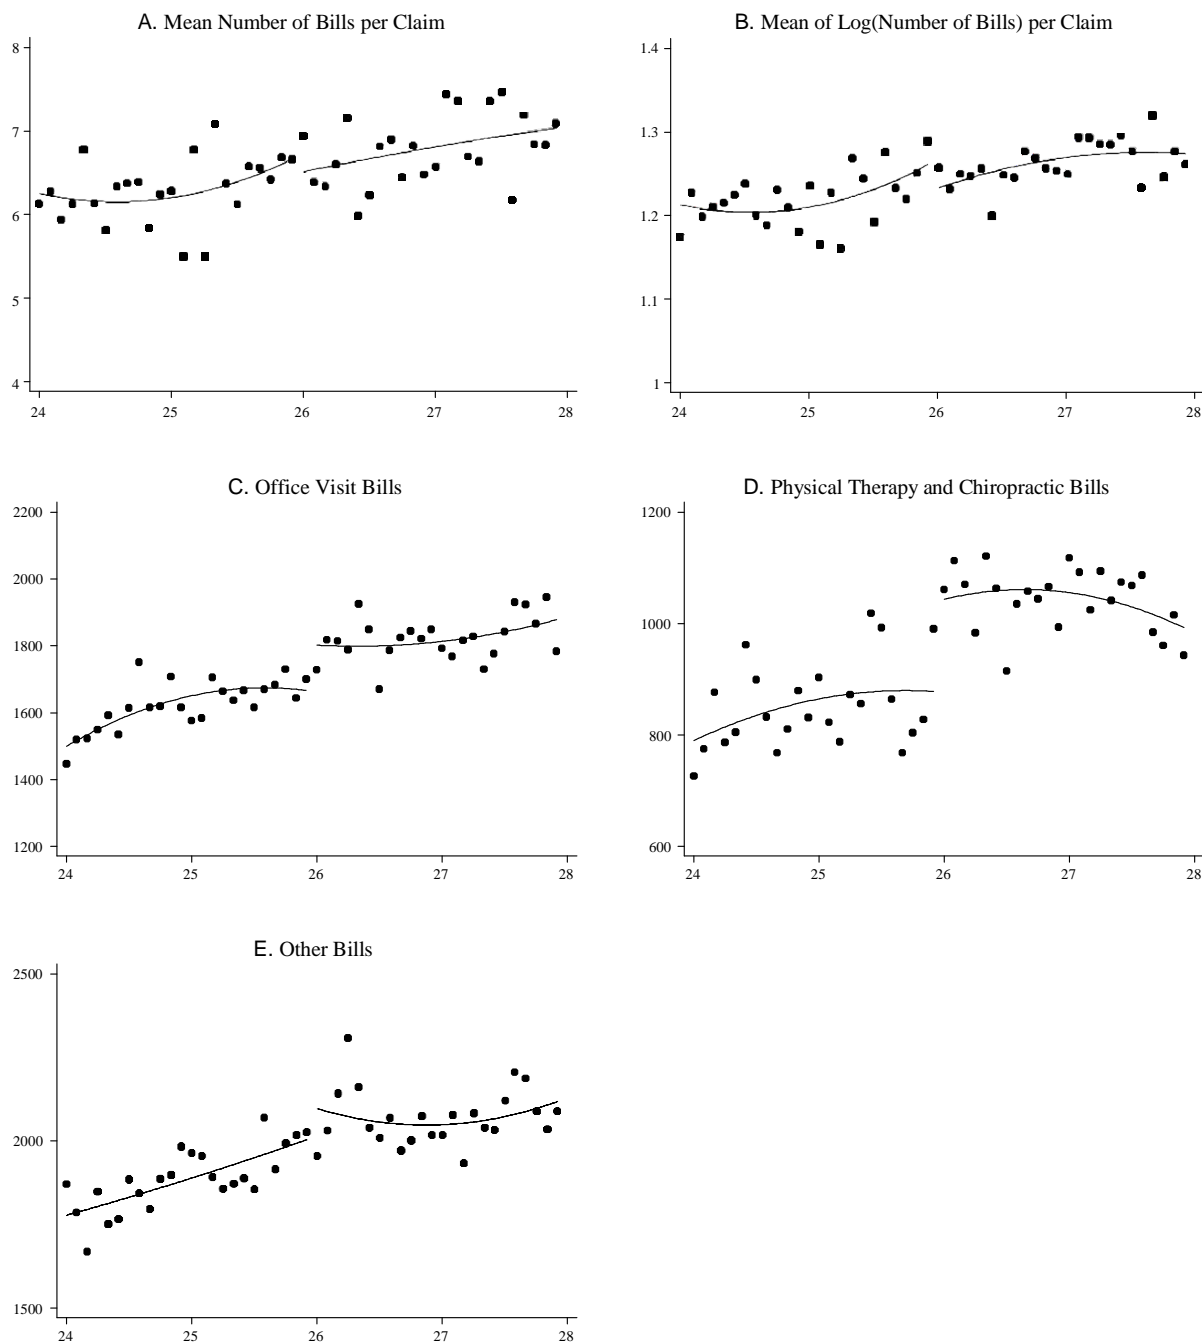 A. Mean Number of Bills per Claim
8
7
6
5
4
24 25 26 27 28
B. Mean of Log(Number of Bills) per Claim
1.4
1.3
1.2
1.1
1
24 25 26 27 28
C. Office Visit Bills
2200
2000
1800
1600
1400
1200
24 25 26 27 28
D. Physical Therapy and Chiropractic Bills
1200
1000
800
600
24 25 26 27 28
E. Other Bills
2500
2000
1500
24 25 26 27 28